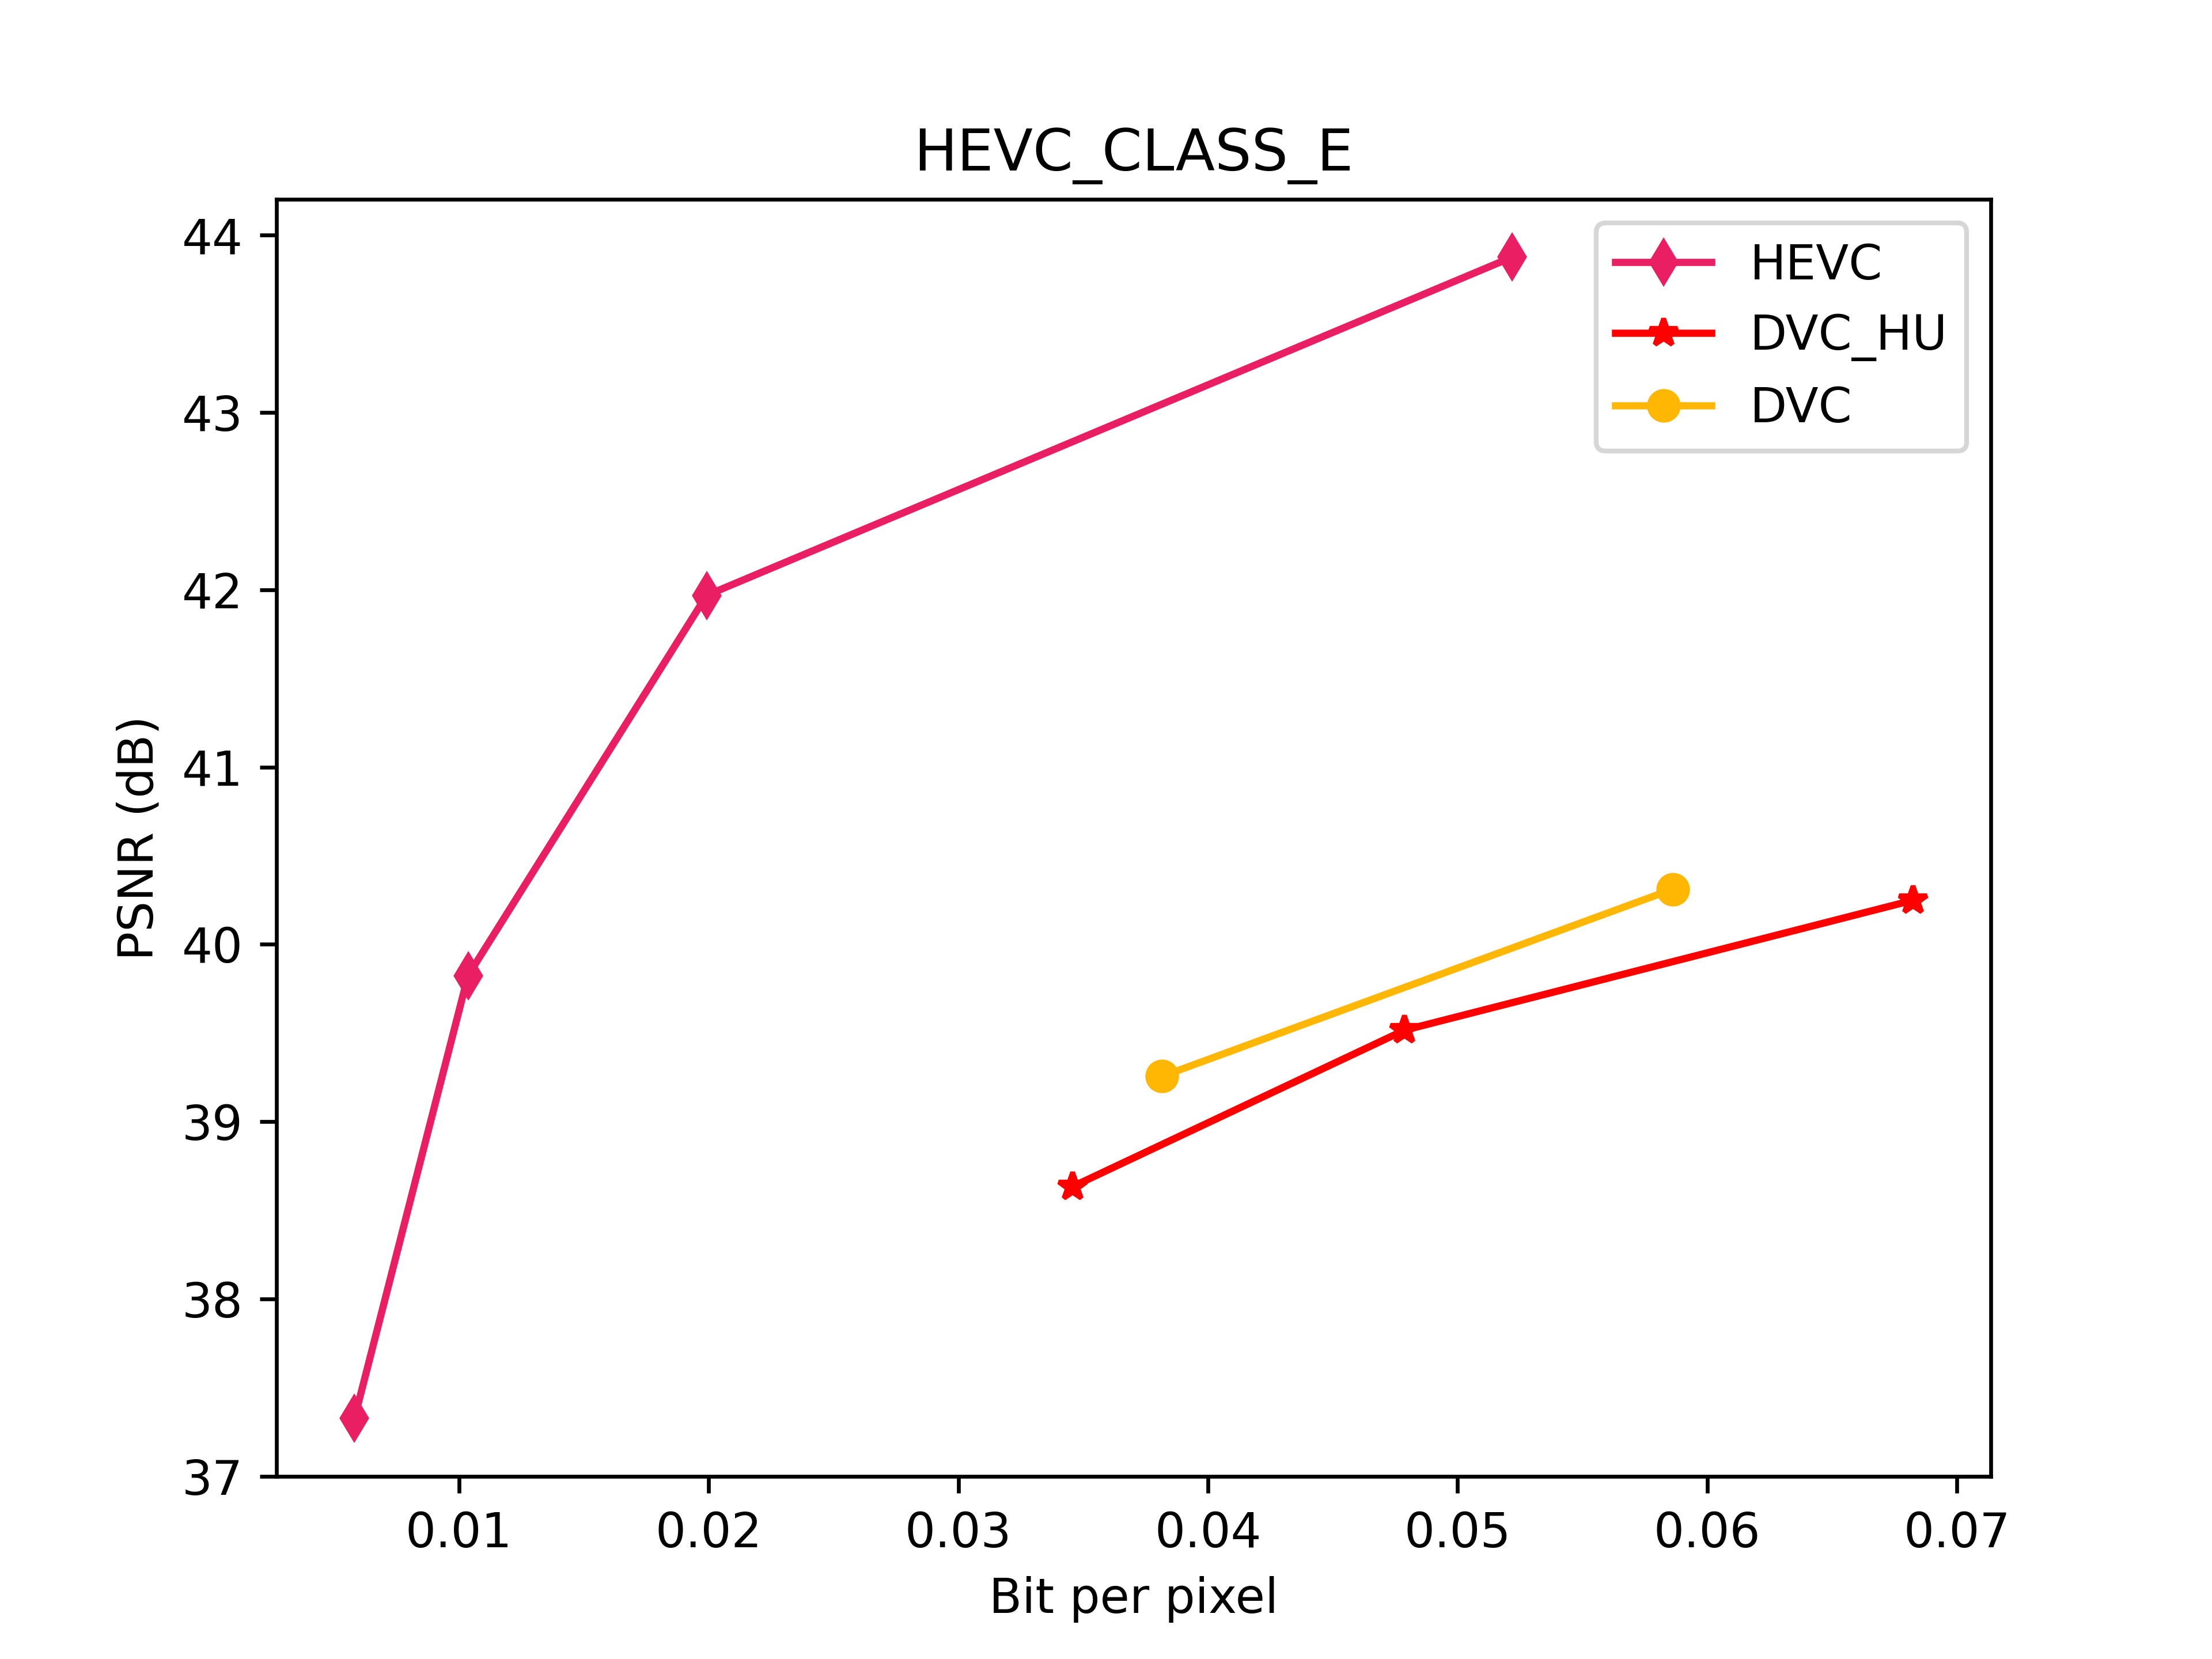 HEVC_CLASS_E
HEVC
DVC_HU
DVC
44
43
42
41
40
39
38
37
PSNR (dB)
0.01 0.02 0.03 0.04 0.05 0.06 0.07
Bit per pixel